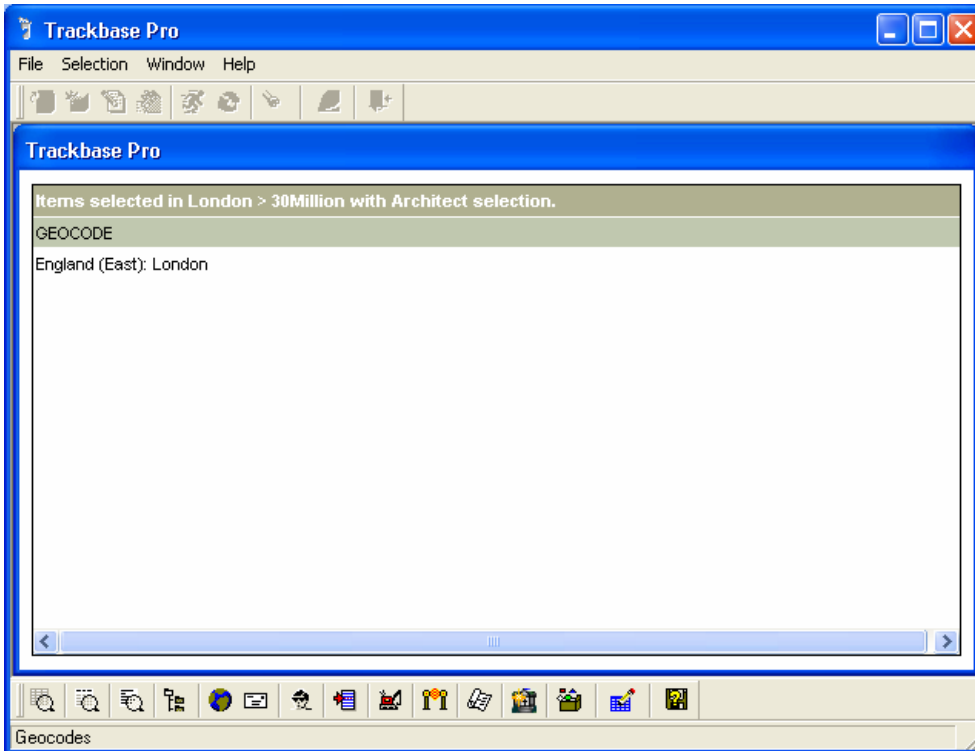 Trackbase Pro
File Selection Window Help
Trackbase Pro
Items selected in London > 30Million with Architect selection.
GEOCODE
England (East): London
Geocodes